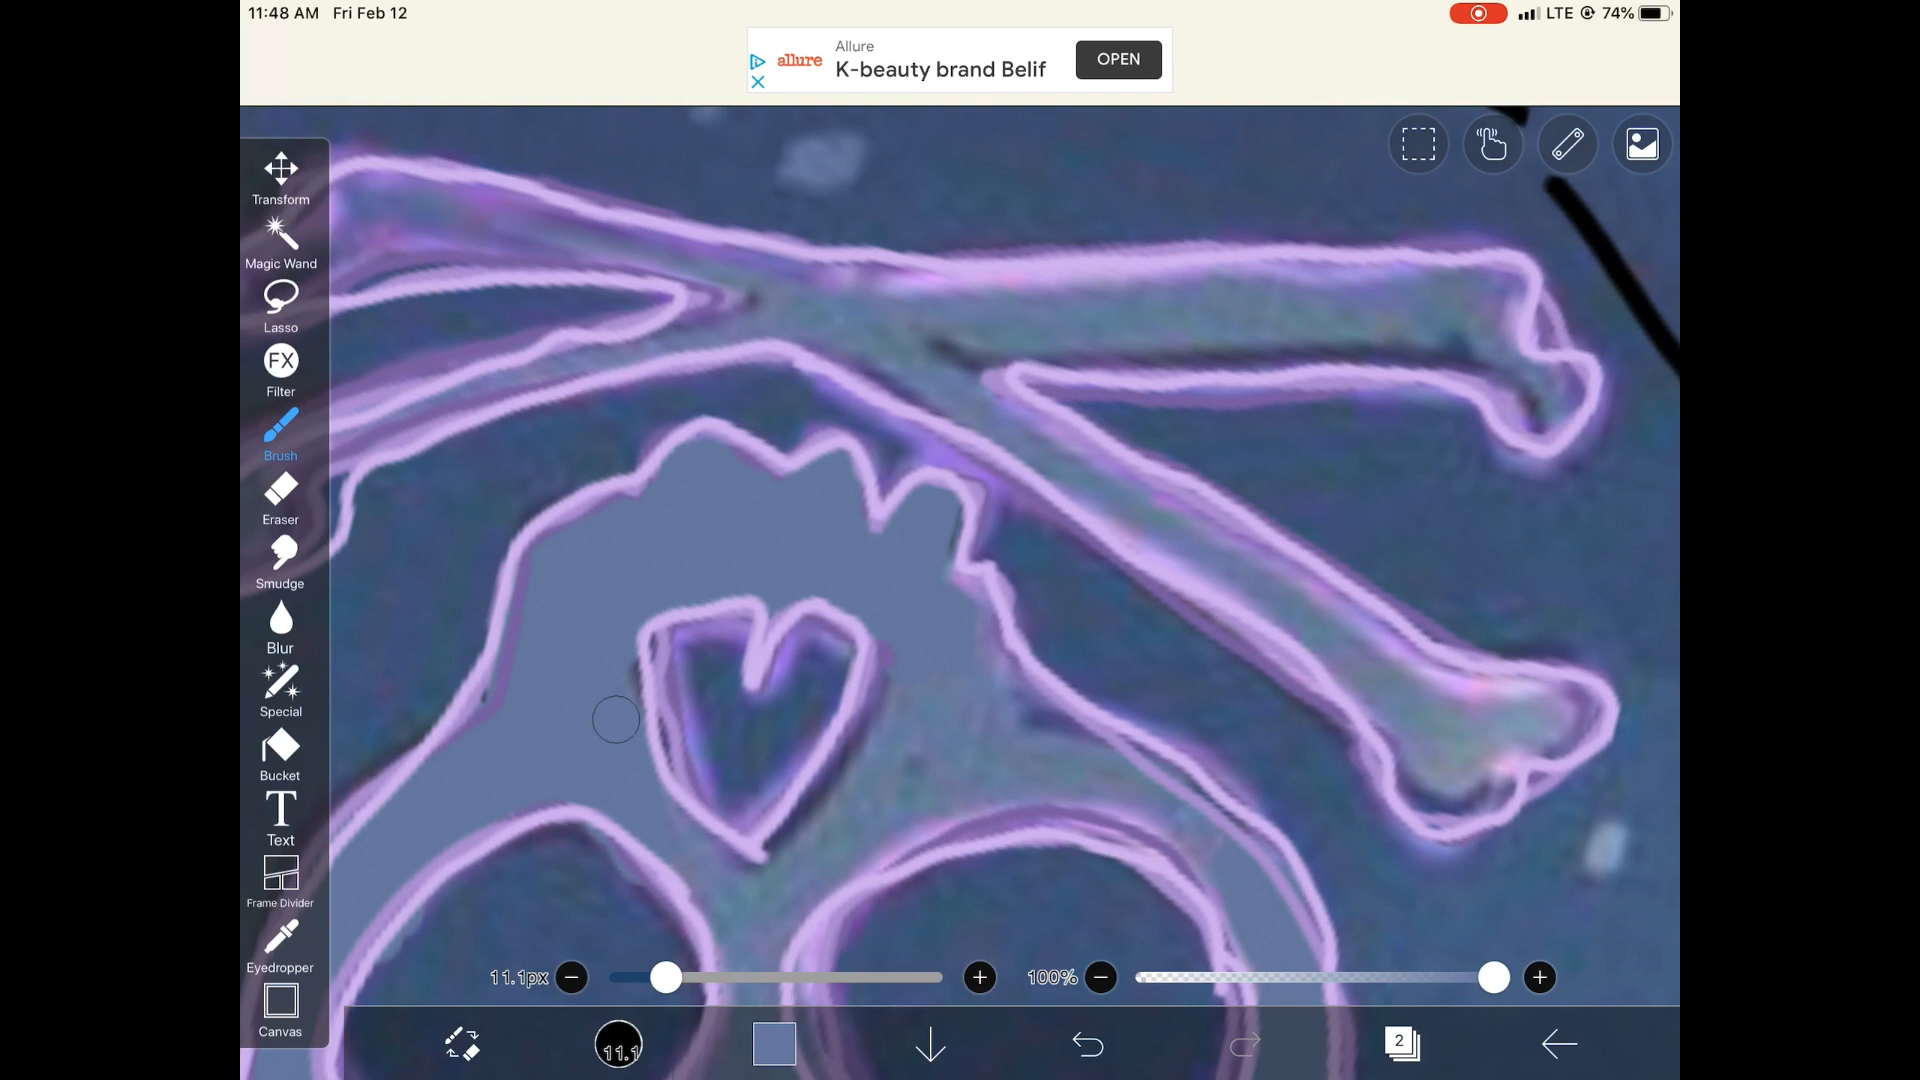 11:48 AM Fri Feb 12
LTE 74%
Allure
allure
K-beauty brand Belif
OPEN
Transform
Magic Wand
Lasso
FX
Filter
Brush
Eraser
Smudge
Blur
Special
Bucket
T
Text
Frame Divider
Eyedropper
Canvas
11.1px
100%
11.1
2